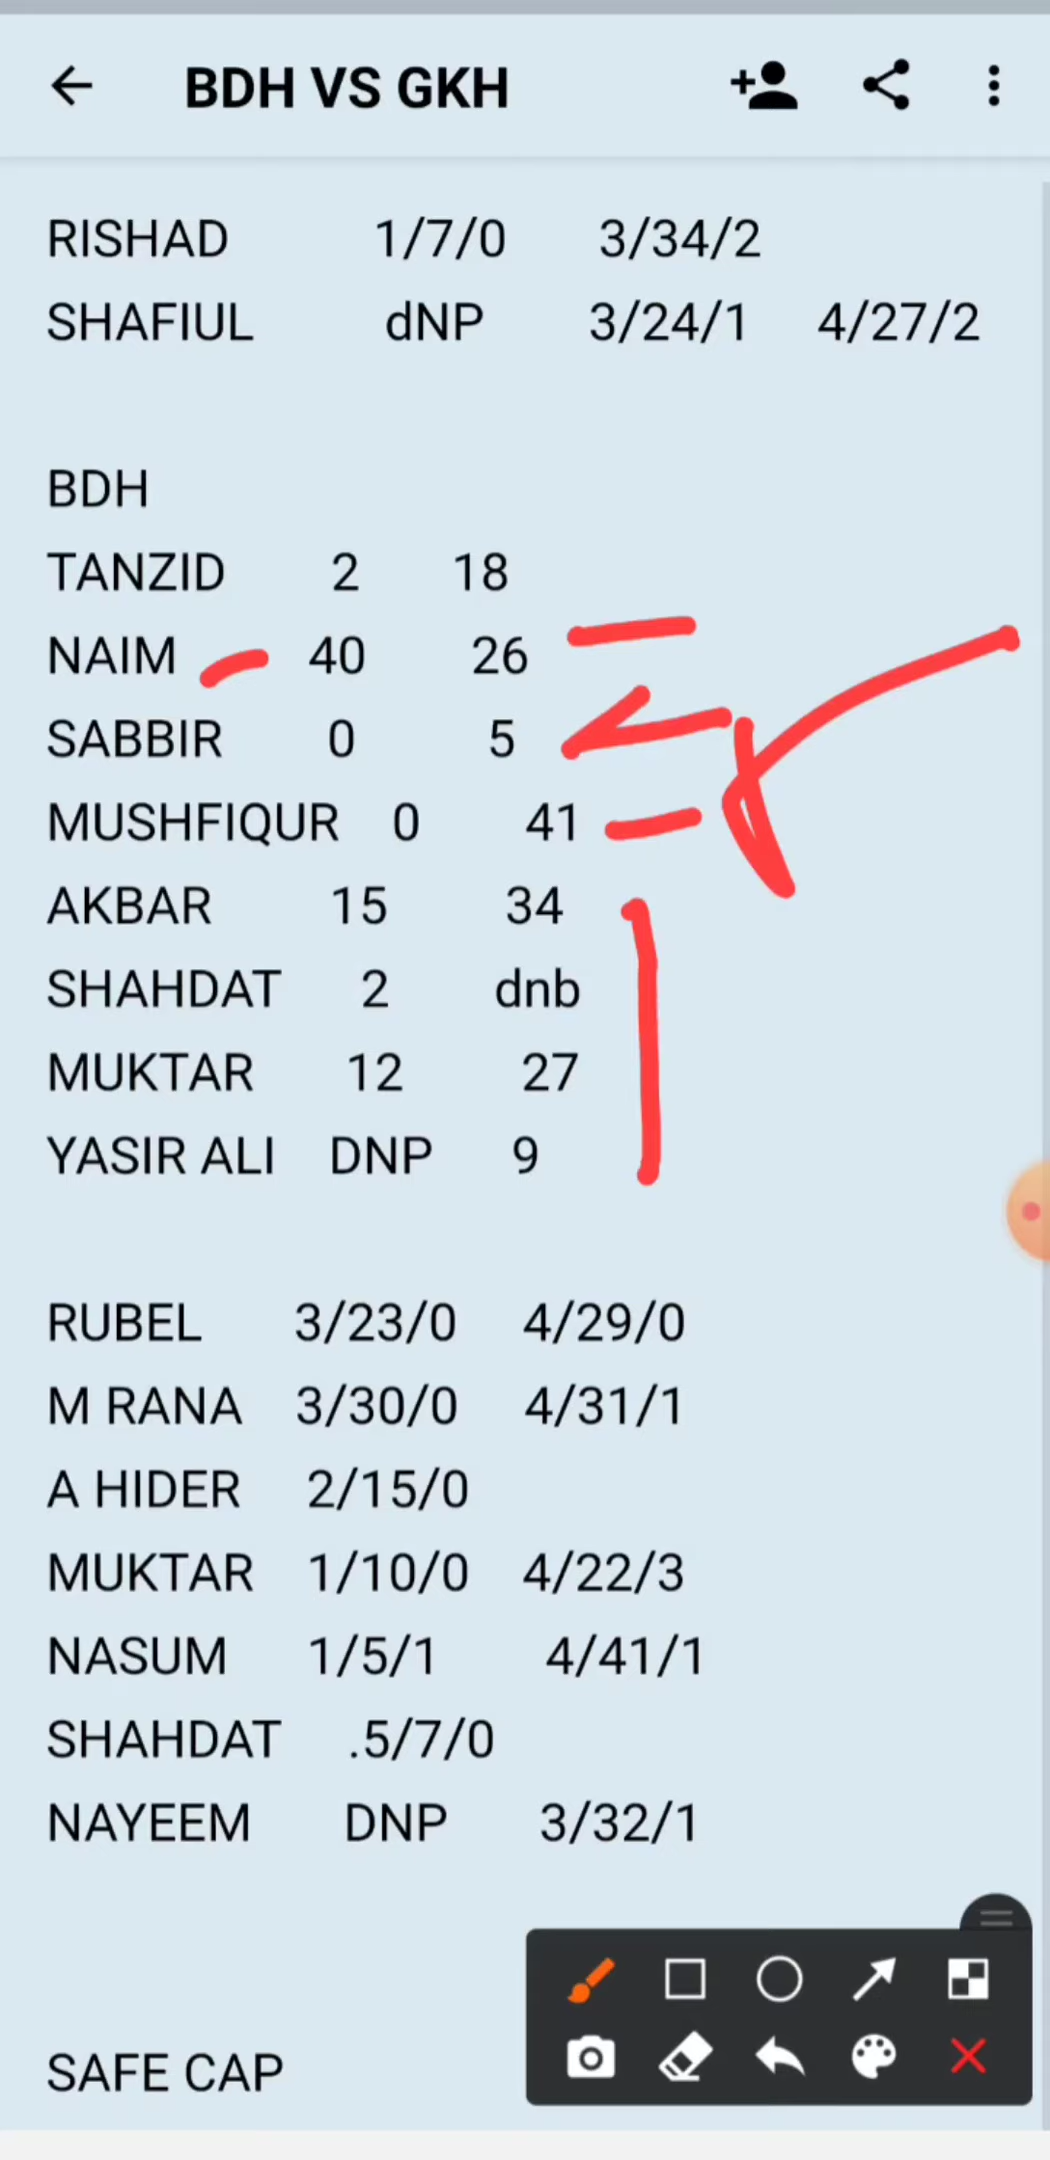 BDH VS GKH
RISHAD 1/7/0 3/34/2
SHAFIUL dNP 3/24/1 4/27/2
BDH
TANZID 2 18
NAIM 40 26
SABBIR 0 5
MUSHFIQUR 0 41
AKBAR 15 34
SHAHDAT 2 dnb
MUKTAR 12 27
YASIR ALI DNP 9
RUBEL 3/23/0 4/29/0
M RANA 3/30/0 4/31/1
A HIDER 2/15/0
MUKTAR 1/10/0 4/22/3
NASUM 1/5/1 4/41/1
SHAHDAT .5/7/0
NAYEEM DNP 3/32/1
SAFE CAP